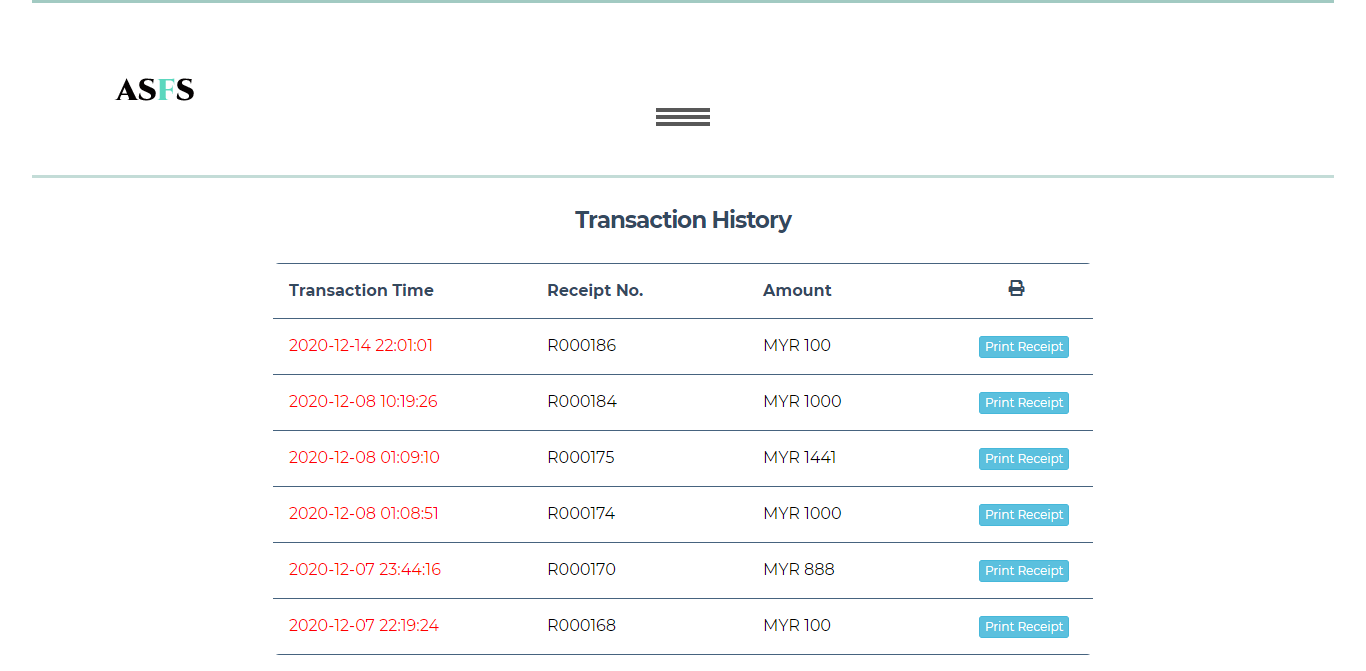 ASFS
Transaction History
Transaction Time Receipt No. Amount
2020-12-14 22:01:01 R000186 MYR 100 Print Receipt
2020-12-08 10:19:26 R000184 MYR 1000 Print Receipt
2020-12-08 01:09:10 R000175 MYR 1441 Print Receipt
2020-12-08 01:08:51 R000174 MYR 1000 Print Receipt
2020-12-07 23:44:16 R000170 MYR 888 Print Receipt
2020-12-07 22:19:24 R000168 MYR 100 Print Receipt